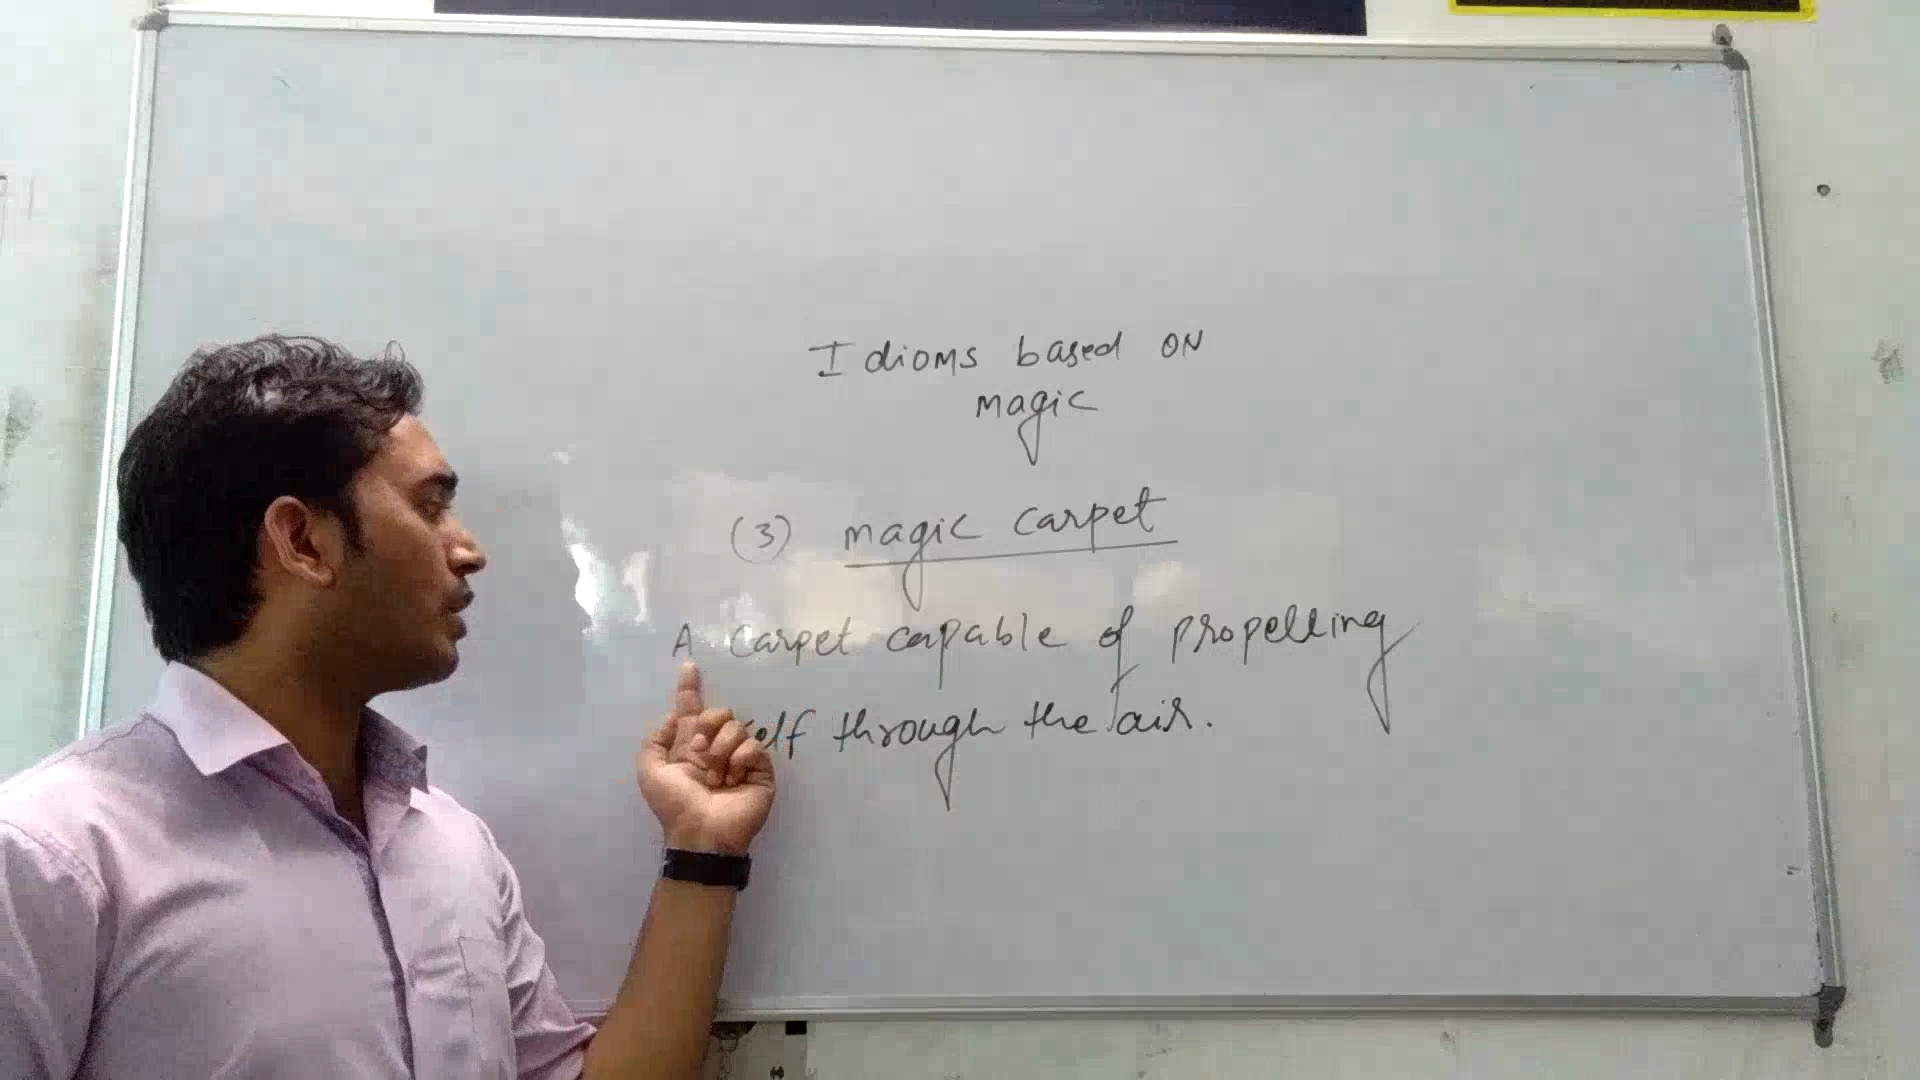 Idioms based ON
magic
(3) magic carpet
A carpet capable of propelling
self through the air.